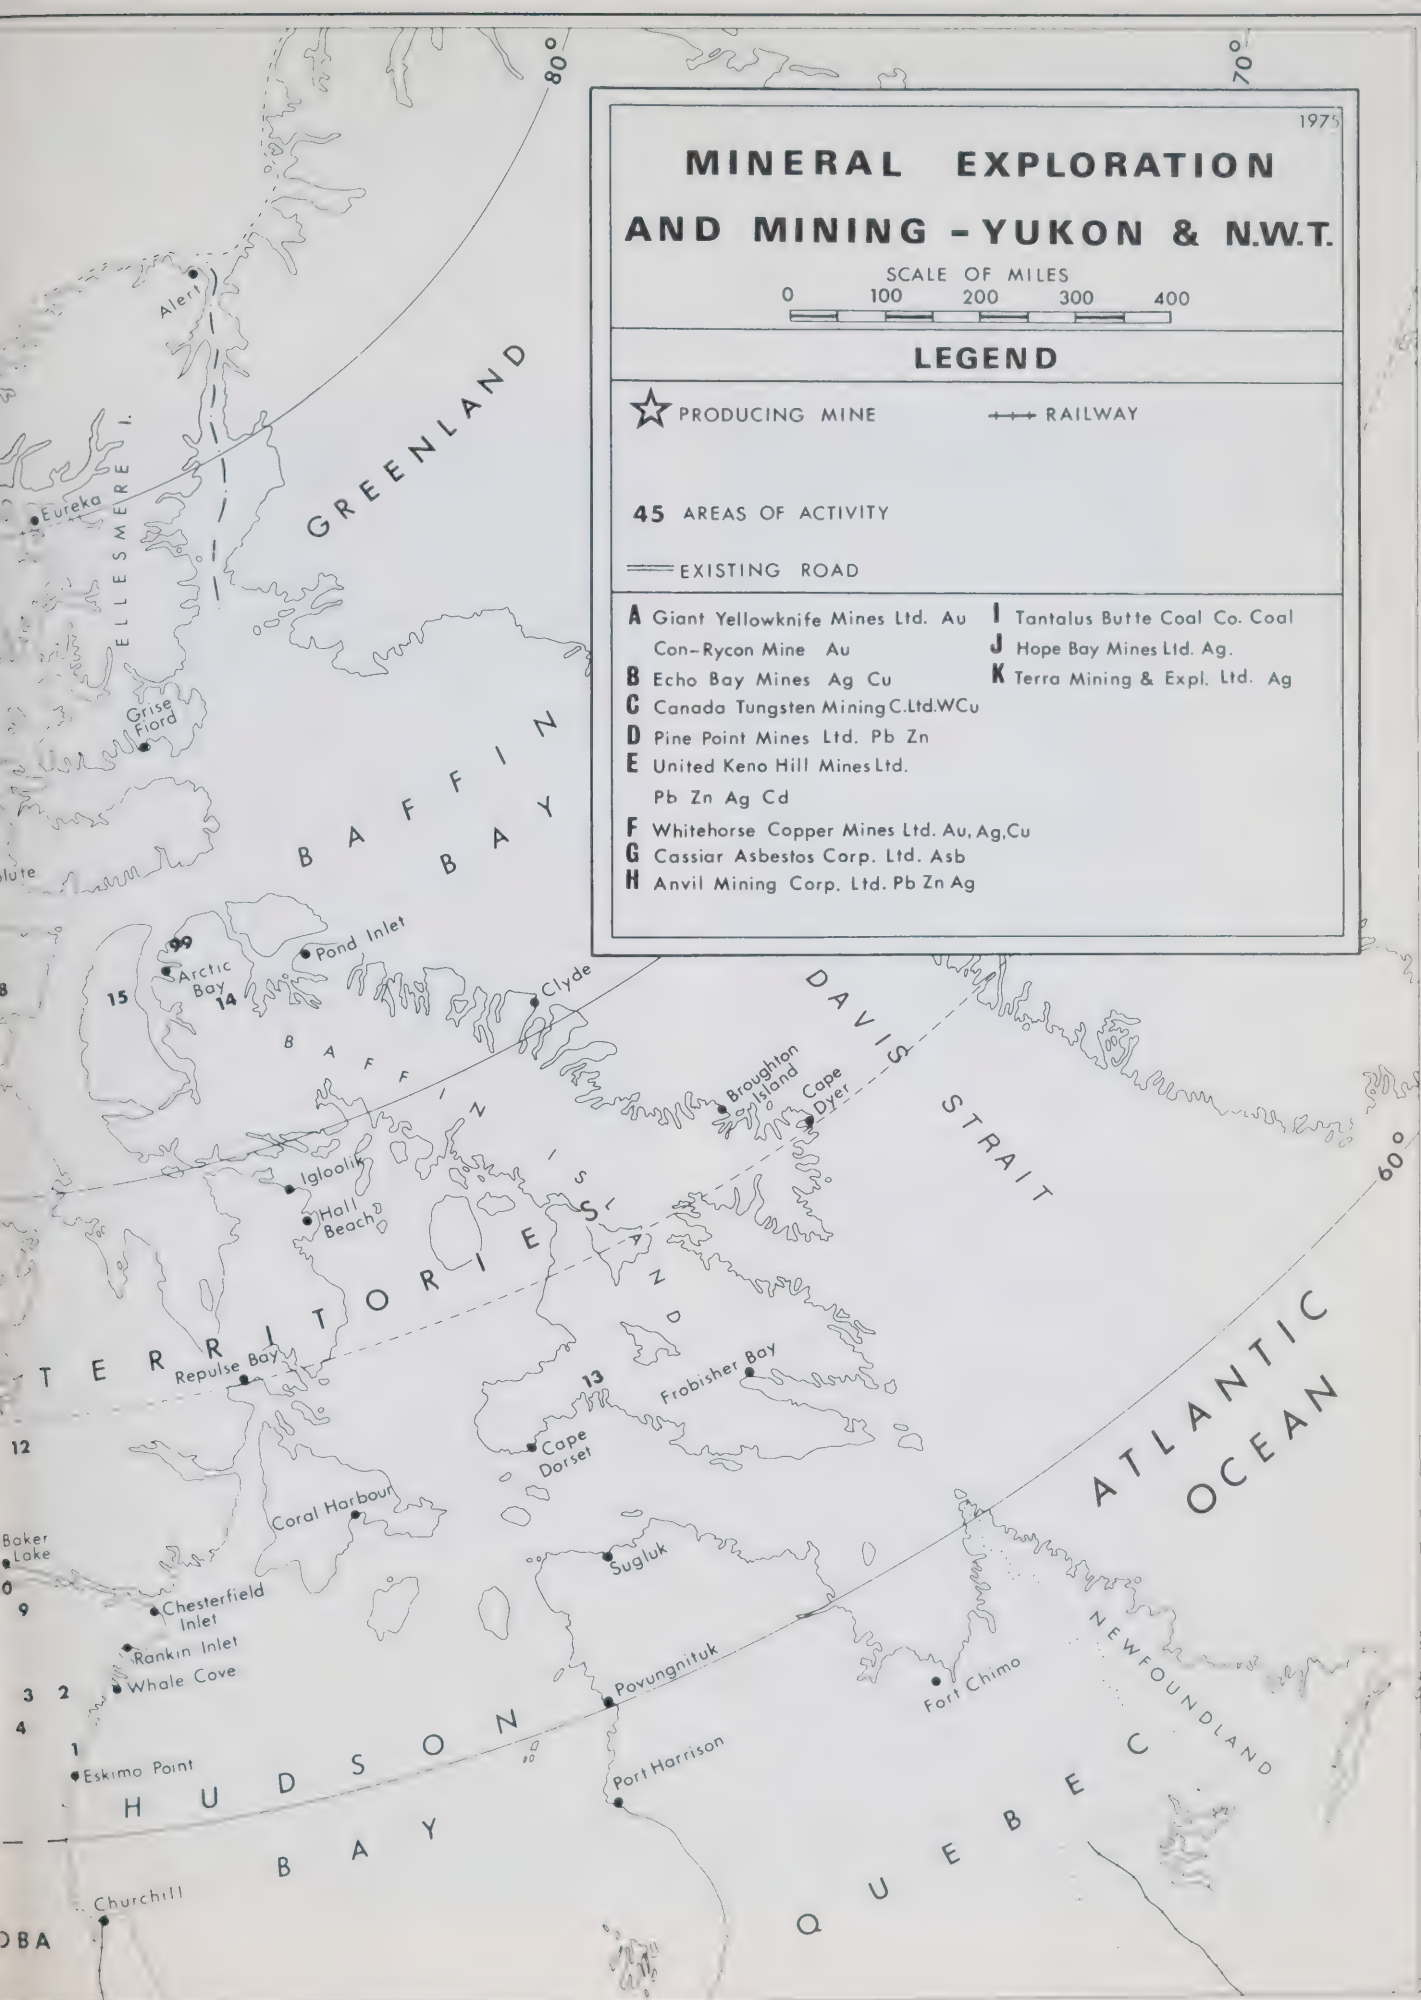 80°
70°
1975
MINERAL EXPLORATION
AND MINING - YUKON & N.W.T.
SCALE OF MILES
0 100 200 300 400
LEGEND
PRODUCING MINE
RAILWAY
45 AREAS OF ACTIVITY
EXISTING ROAD
A Giant Yellowknife Mines Ltd. Au
Con-Rycon Mine Au
B Echo Bay Mines Ag Cu
C Canada Tungsten Mining C.Ltd.WCu
D Pine Point Mines Ltd. Pb Zn
E United Keno Hill Mines Ltd.
Pb Zn Ag Cd
F Whitehorse Copper Mines Ltd. Au, Ag, Cu
G Cassiar Asbestos Corp. Ltd. Asb
H Anvil Mining Corp. Ltd. Pb Zn Ag
I Tantalus Butte Coal Co. Coal
J Hope Bay Mines Ltd. Ag.
K Terra Mining & Expl. Ltd. Ag
Alert
GREENLAND
ELLESMERE I.
Eureka
Grise
Fiord
BAFFIN
BAY
lute
99
Pond Inlet
Arctic
Bay
8
15
14
Clyde
DAVIS
STRAIT
BAFFIN ISLAND
Broughton
Island
Cape
Dyer
60°
Igloolik
Hall
Beach
TERRITORIES
Repulse Bay
13
Frobisher Bay
12
Cape
Dorset
ATLANTIC
OCEAN
Coral Harbour
Baker
Lake
0
9
Sugluk
Chesterfield
Inlet
Rankin Inlet
Whale Cove
3 2
4
1
Eskimo Point
Povungnituk
Fort Chimo
NEWFOUNDLAND
HUDSON
BAY
Port Harrison
QUEBEC
Churchill
OBA